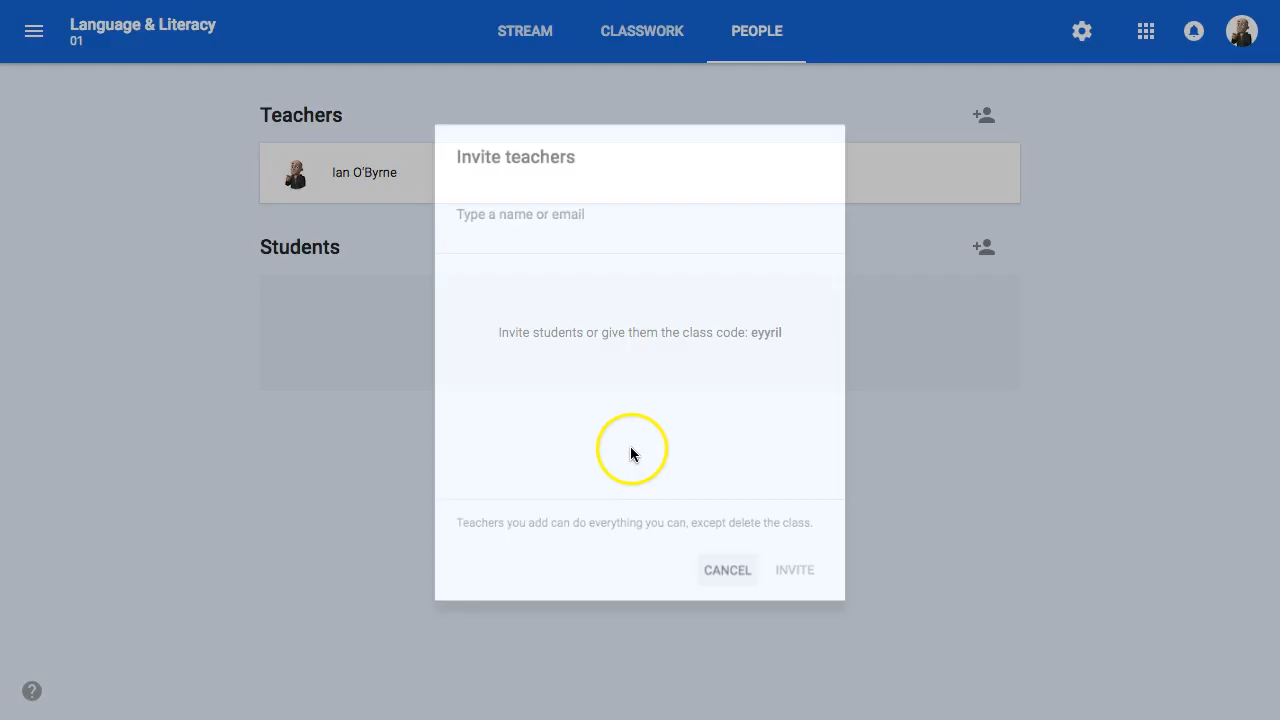 Language & Literacy
01
STREAM CLASSWORK PEOPLE
Teachers
Invite teachers
Ian O'Byrne
Type a name or email
Students
Invite students or give them the class code: eyyril
Teachers you add can do everything you can, except delete the class.
CANCEL INVITE
?